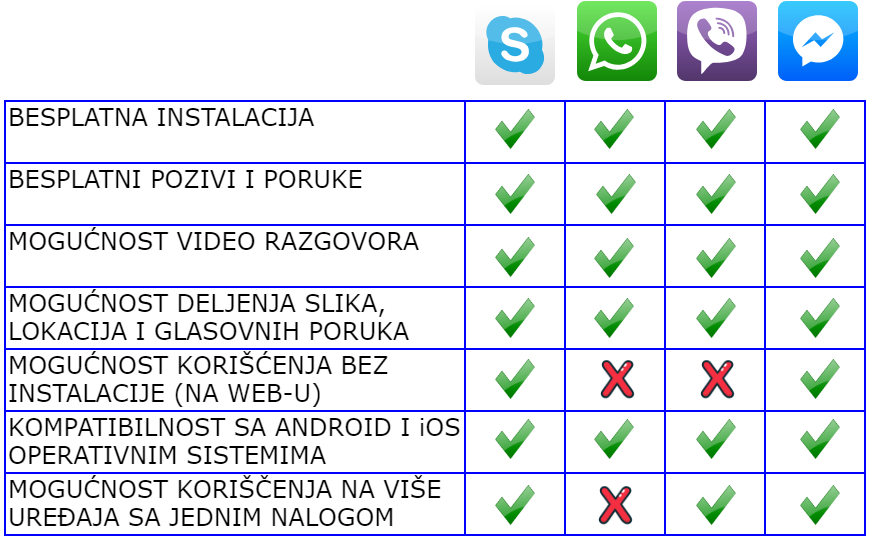 S
BESPLATNA INSTALACIJA
BESPLATNI POZIVI I PORUKE
MOGUĆNOST VIDEO RAZGOVORA
MOGUĆNOST DELJENJA SLIKA,
LOKACIJA I GLASOVNIH PORUKA
MOGUĆNOST KORIŠĆENJA BEZ
INSTALACIJE (NA WEB-U)
KOMPATIBILNOST SA ANDROID I iOS
OPERATIVNIM SISTEMIMA
MOGUĆNOST KORIŠČENJA NA VIŠE
UREĐAJA SA JEDNIM NALOGOM